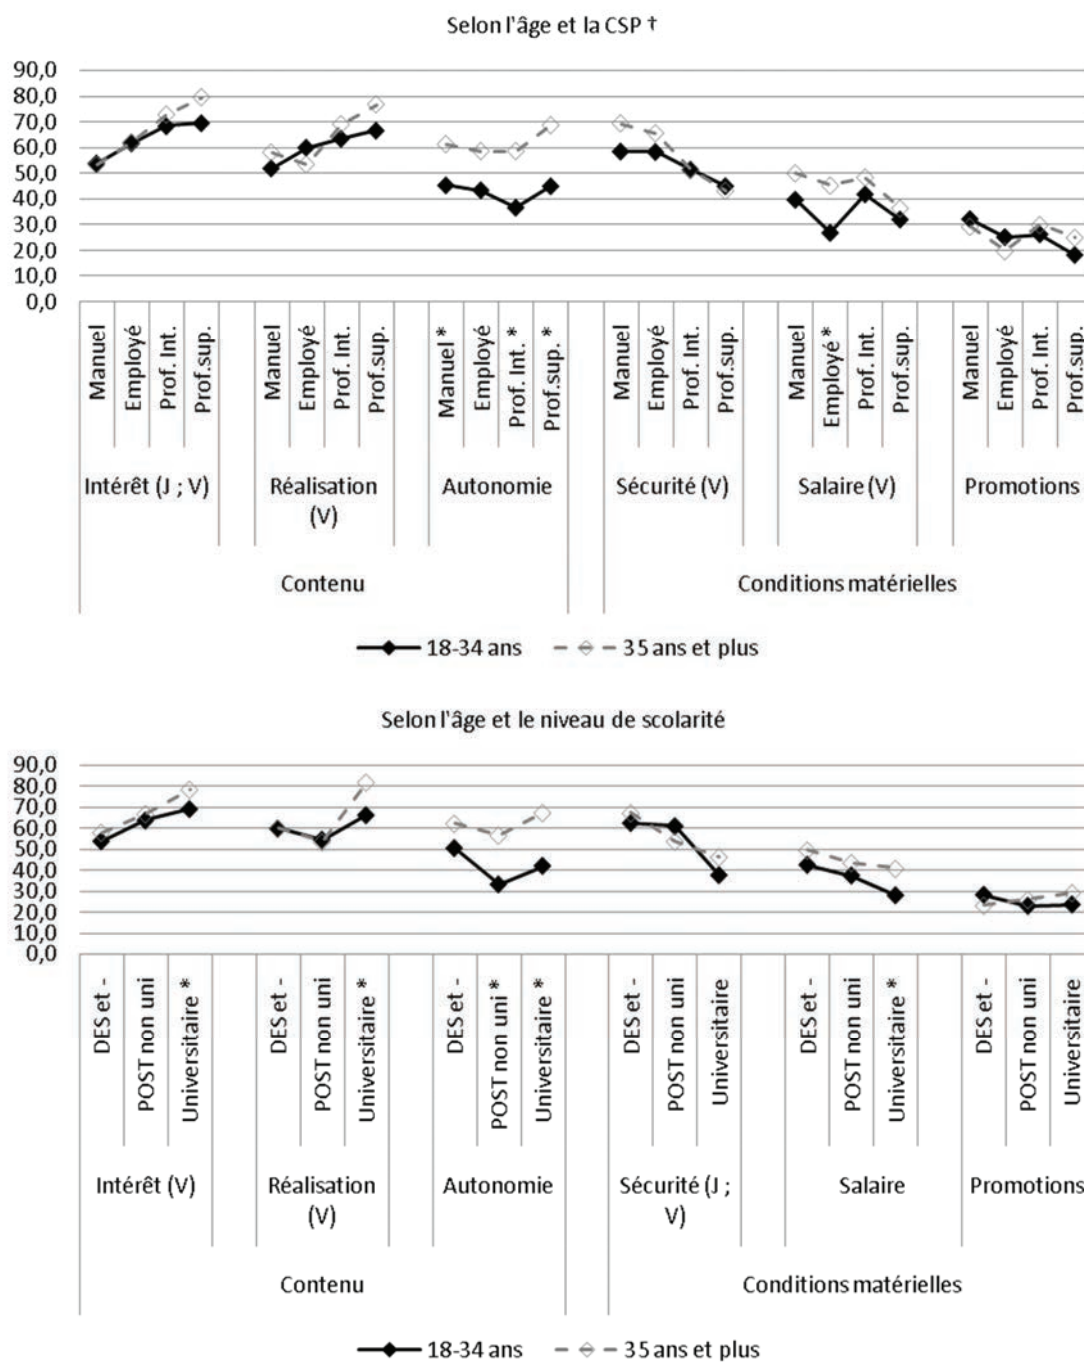 Selon l'âge et la CSP †
90,0
80,0
70,0
60,0
50,0
40,0
30,0
20,0
10,0
0,0
Manuel
Employé
Prof. Int.
Prof.sup.
Manuel
Employé
Prof. Int.
Prof.sup.
Manuel *
Employé
Prof. Int. *
Prof.sup. *
Manuel
Employé
Prof. Int.
Prof.sup.
Manuel
Employé *
Prof. Int.
Prof.sup.
Manuel
Employé
Prof. Int.
Prof.sup.
Intérêt (J ; V)
Réalisation
(V)
Autonomie
Sécurité (V)
Salaire (V)
Promotions
Contenu
Conditions matérielles
18-34 ans
35 ans et plus
Selon l'âge et le niveau de scolarité
90,0
80,0
70,0
60,0
50,0
40,0
30,0
20,0
10,0
0,0
DES et -
POST non uni
Universitaire *
DES et -
POST non uni
Universitaire *
DES et -
POST non uni *
Universitaire *
DES et -
POST non uni
Universitaire
DES et -
POST non uni
Universitaire *
DES et -
POST non uni
Universitaire
Intérêt (V)
Réalisation
(V)
Autonomie
Sécurité (J ;
V)
Salaire
Promotions
Contenu
Conditions matérielles
18-34 ans
35 ans et plus